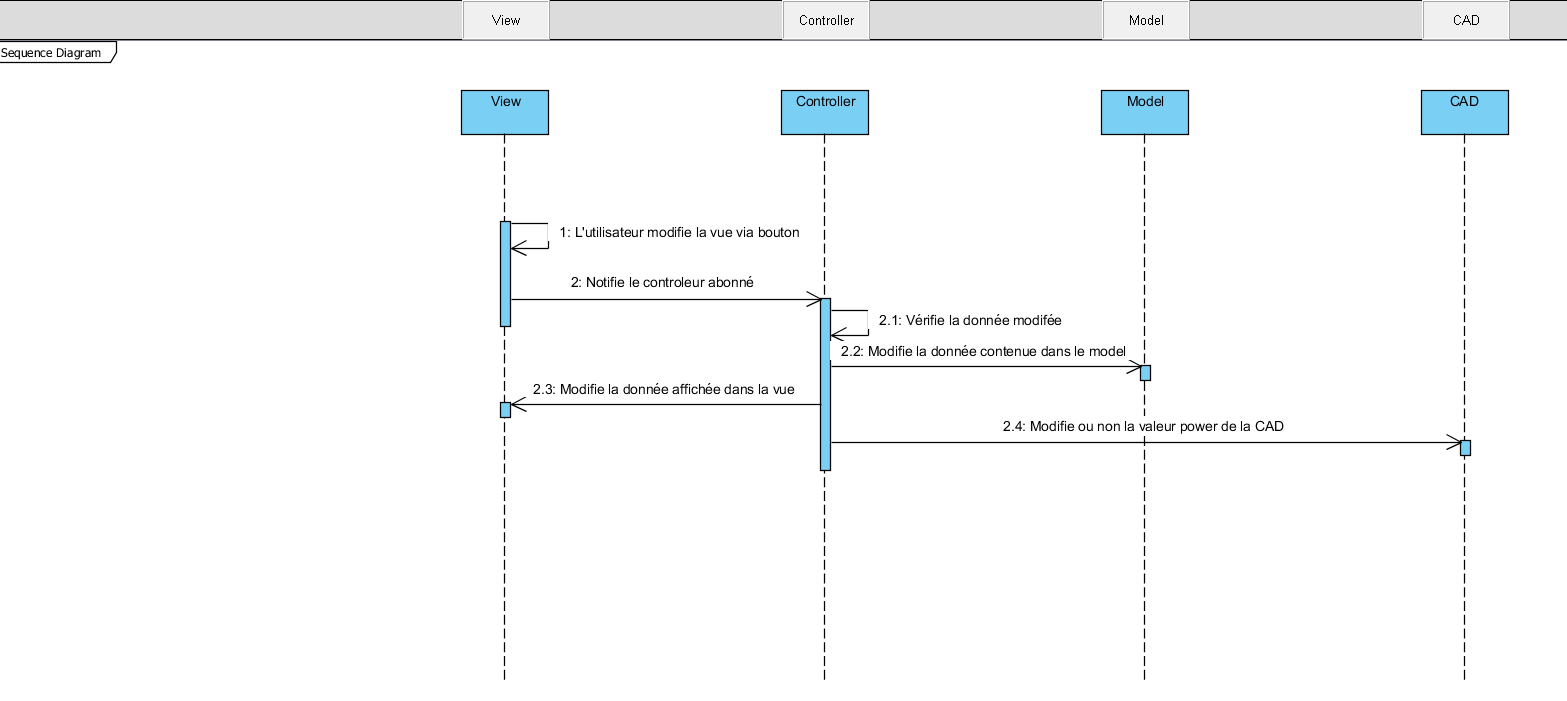 View Controller Model CAD
Sequence Diagram
View Controller Model CAD
1: L'utilisateur modifie la vue via bouton
2: Notifie le controleur abonné
2.1: Vérifie la donnée modifée
2.2: Modifie la donnée contenue dans le model
2.3: Modifie la donnée affichée dans la vue
2.4: Modifie ou non la valeur power de la CAD